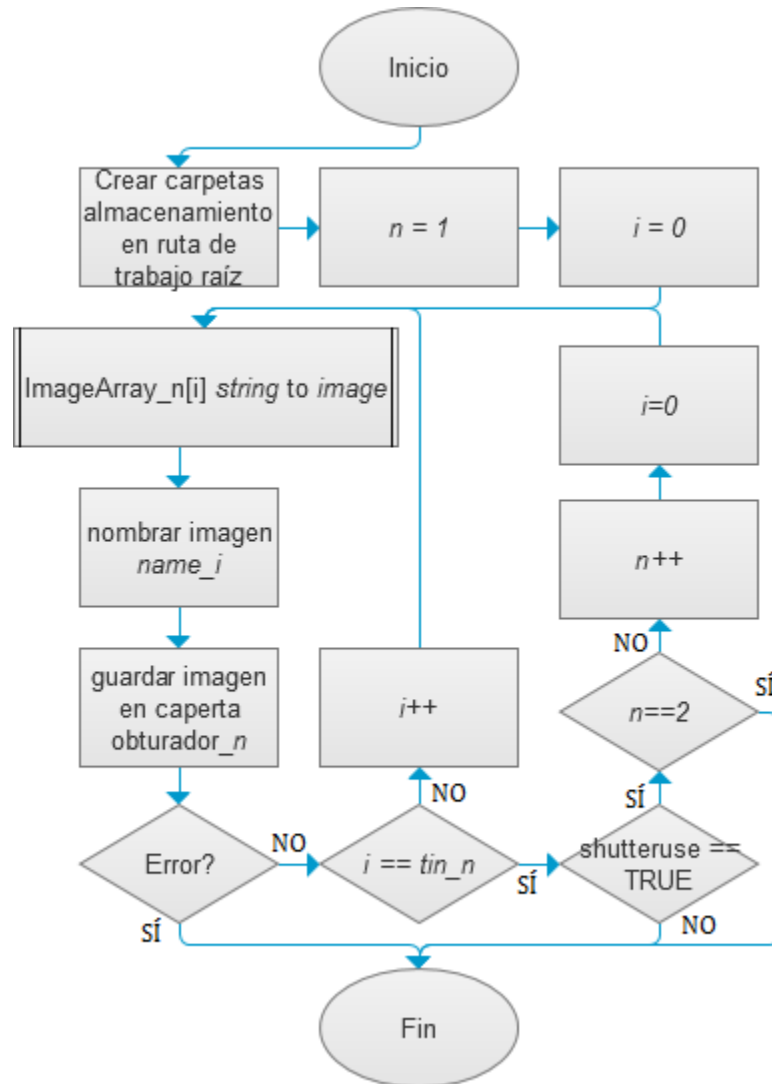 Inicio
Crear carpetas
almacenamiento
en ruta de
trabajo raíz
n = 1
i = 0
ImageArray_n[i] string to image
i=0
nombrar imagen
name_i
n++
NO
guardar imagen
en caperta
obturador_n
i++
n==2
SÍ
NO
SÍ
Error?
NO
i == tin_n
SÍ
shutteruse ==
TRUE
SÍ
NO
Fin